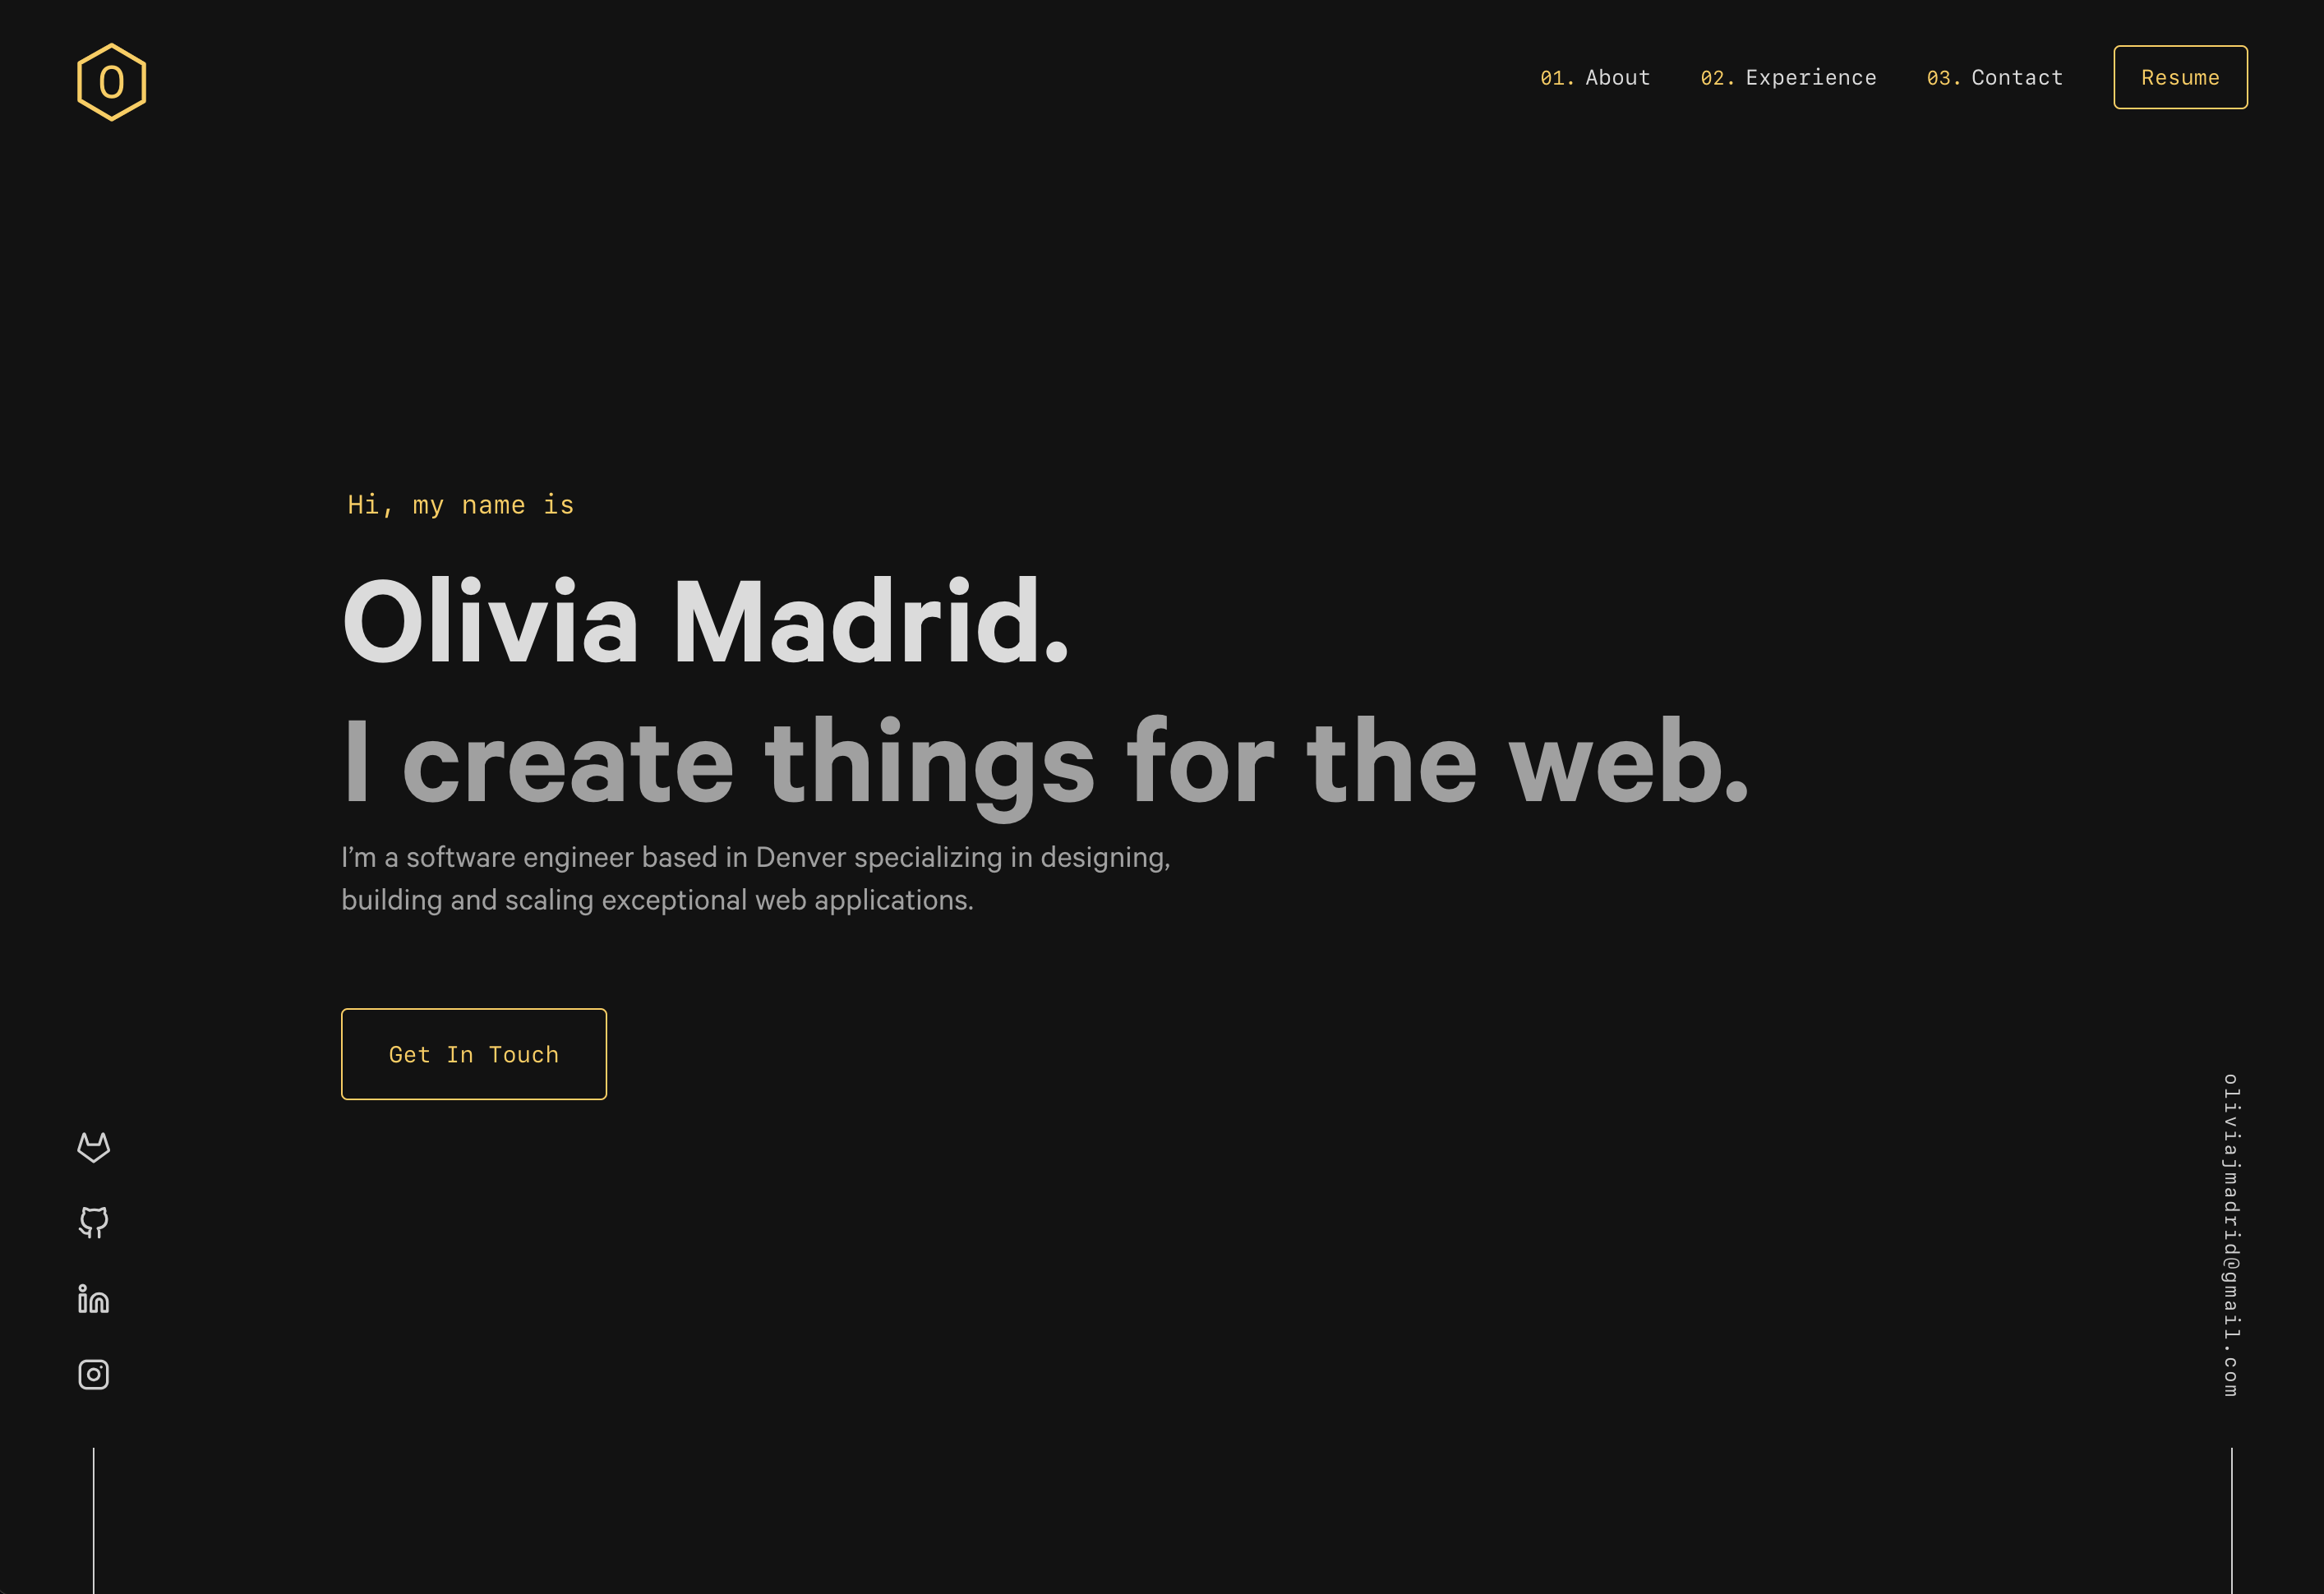 O
01. About 02. Experience 03. Contact Resume
Hi, my name is
Olivia Madrid.
I create things for the web.
I’m a software engineer based in Denver specializing in designing,
building and scaling exceptional web applications.
Get In Touch
in
oliviajmadrid@gmail.com